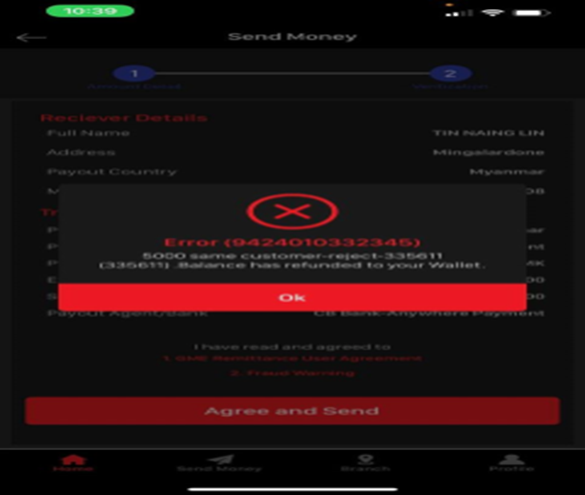 10:39
Send Money
1
2
Amount Detail
Verification
Reciever Details
Full Name TIN NAING LIN
Address Mingalardone
Payout Country Myanmar
08
Error (9424010332345)
5000 same customer-reject-335611
(335611) .Balance has refunded to your Wallet.
Ok
Payout Agent/Bank CB Bank-Anywhere Payment
I have read and agreed to
1. GME Remittance User Agreement
2. Fraud Warning
Agree and Send
Home Send Money Branch Profile